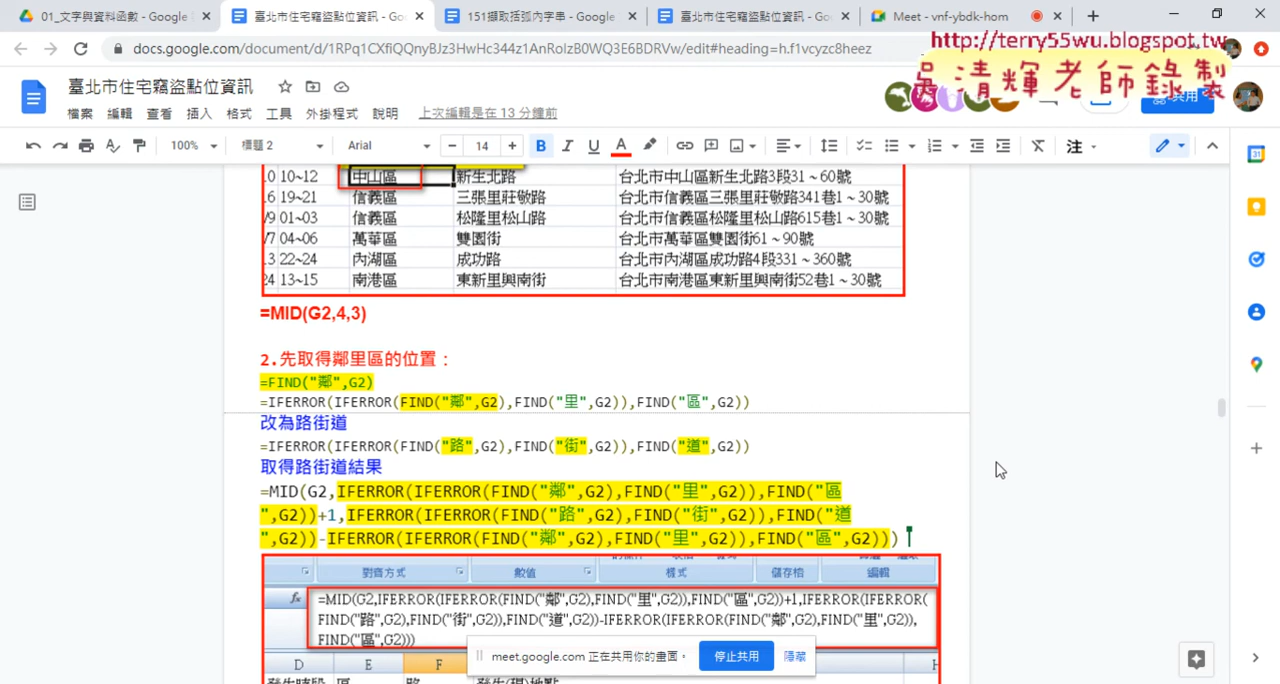 01_文字與資料函數 - Google
臺北市住宅竊盜點位資訊 - Go
151擷取括弧內字串 - Google
臺北市住宅竊盜點位資訊 - Go
Meet - vnf-ybdk-hom
docs.google.com/document/d/1RPq1CXfiQQnyBJz3HwHc344z1AnRolzB0WQ3E6BDRVw/edit#heading=h.f1vcyzc8heez
http://terry55wu.blogspot.tw
吳清輝老師錄製
臺北市住宅竊盜點位資訊
檔案 編輯 查看 插入 格式 工具 外掛程式 說明 上次編輯是在 13 分鐘前
共用
100% 標題 2 Arial 14 B I U A 注
10 10~12 中山區 新生北路 台北市中山區新生北路3段31~60號
16 19~21 信義區 三張里莊敬路 台北市信義區三張里莊敬路341巷1~30號
/9 01~03 信義區 松隆里松山路 台北市信義區松隆里松山路615巷1~30號
/7 04~06 萬華區 雙園街 台北市萬華區雙園街61~90號
13 22~24 內湖區 成功路 台北市內湖區成功路4段331~360號
24 13~15 南港區 東新里興南街 台北市南港區東新里興南街52巷1~30號
=MID(G2,4,3)
2.先取得鄰里區的位置：
=FIND("鄰",G2)
=IFERROR(IFERROR(FIND("鄰",G2),FIND("里",G2)),FIND("區",G2))
改為路街道
=IFERROR(IFERROR(FIND("路",G2),FIND("街",G2)),FIND("道",G2))
取得路街道結果
=MID(G2,IFERROR(IFERROR(FIND("鄰",G2),FIND("里",G2)),FIND("區
",G2))+1,IFERROR(IFERROR(FIND("路",G2),FIND("街",G2)),FIND("道
",G2))-IFERROR(IFERROR(FIND("鄰",G2),FIND("里",G2)),FIND("區",G2)))
對齊方式 數值 樣式 儲存格 編輯
fx =MID(G2,IFERROR(IFERROR(FIND("鄰",G2),FIND("里",G2)),FIND("區",G2))+1,IFERROR(IFERROR(
FIND("路",G2),FIND("街",G2)),FIND("道",G2))-IFERROR(IFERROR(FIND("鄰",G2),FIND("里",G2)),
FIND("區",G2)))
meet.google.com 正在共用你的畫面。 停止共用 隱藏
D E F H